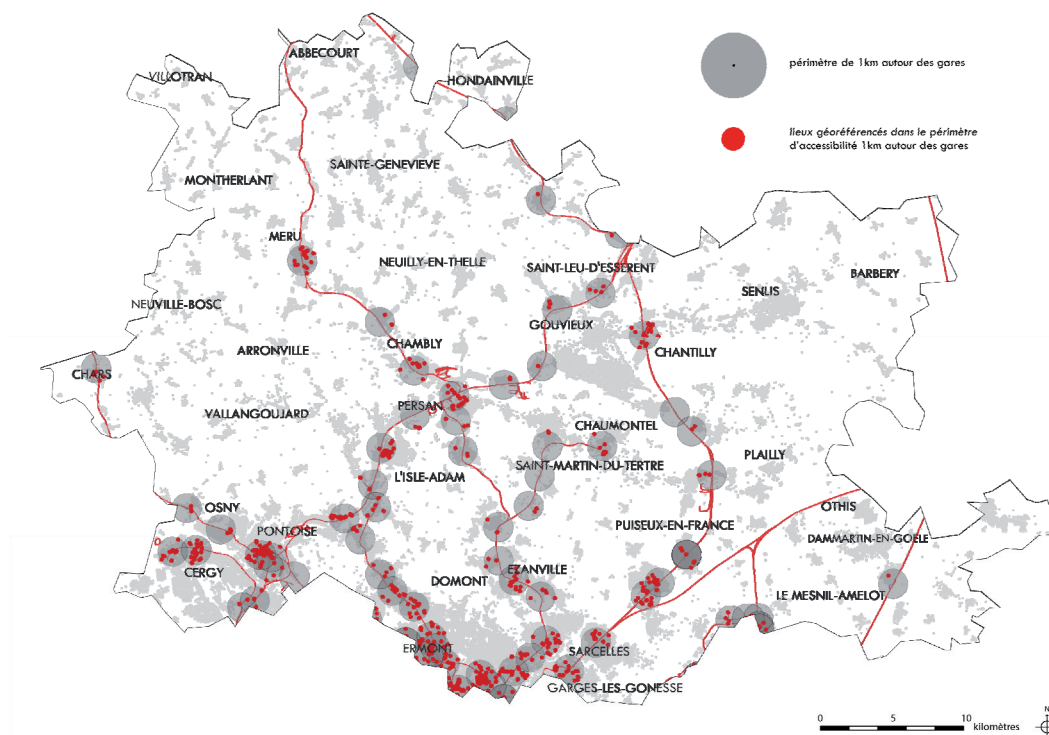 ABBECOURT
VILLOTRAN
HONDAINVILLE
périmètre de 1km autour des gares
lieux géoréférencés dans le périmètre
d'accessibilité 1km autour des gares
SAINTE-GENEVIEVE
MONTHERLANT
MERU
NEUILLY-EN-THELLE
SAINT-LEU-D'ESSERENT
BARBERY
SENLIS
NEUVILLE-BOSC
GOUVIEUX
ARRONVILLE
CHAMBLY
CHANTILLY
CHARS
PERSAN
VALLANGOUJARD
CHAUMONTEL
SAINT-MARTIN-DU-TERTRE
PLAILLY
L'ISLE-ADAM
OSNY
OTHIS
PONTOISE
PUISEUX-EN-FRANCE
DAMMARTIN-EN-GOELE
CERGY
DOMONT
EZANVILLE
LE MESNIL-AMELOT
ERMONT
SARCELLES
GARGES-LES-GONESSE
0 5 10
kilomètres
N